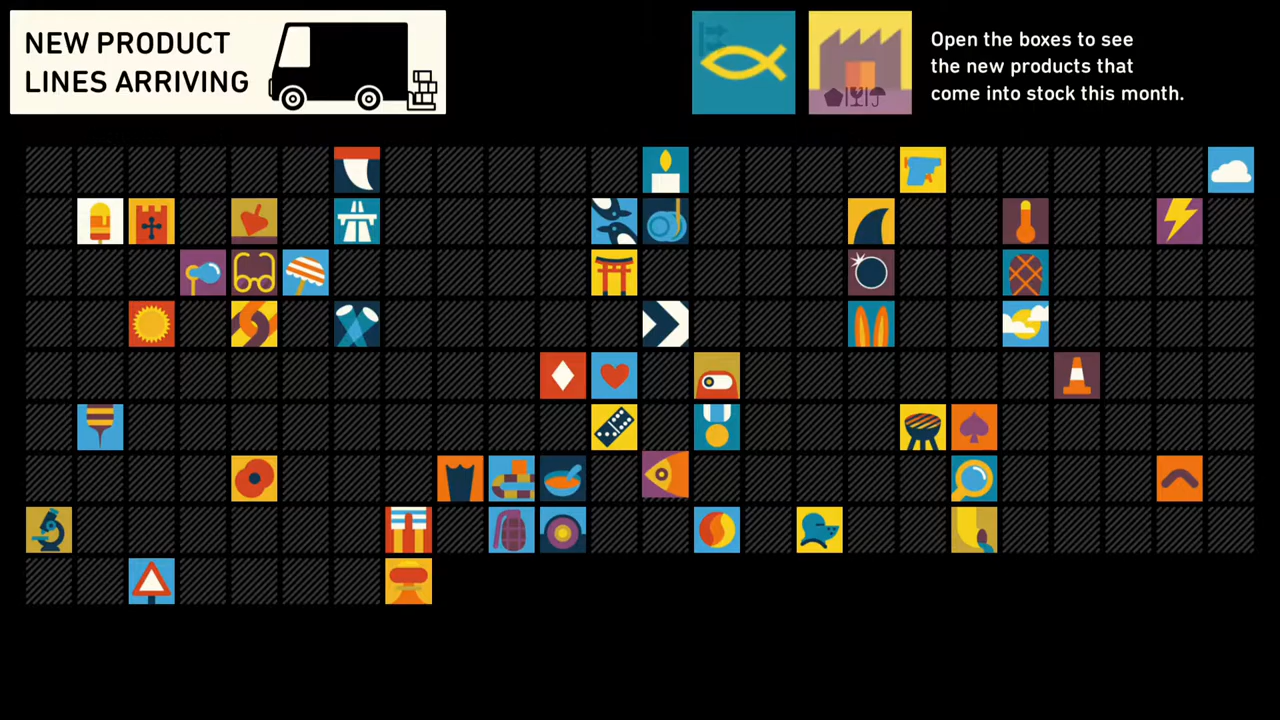 NEW PRODUCT
LINES ARRIVING
Open the boxes to see
the new products that
come into stock this month.